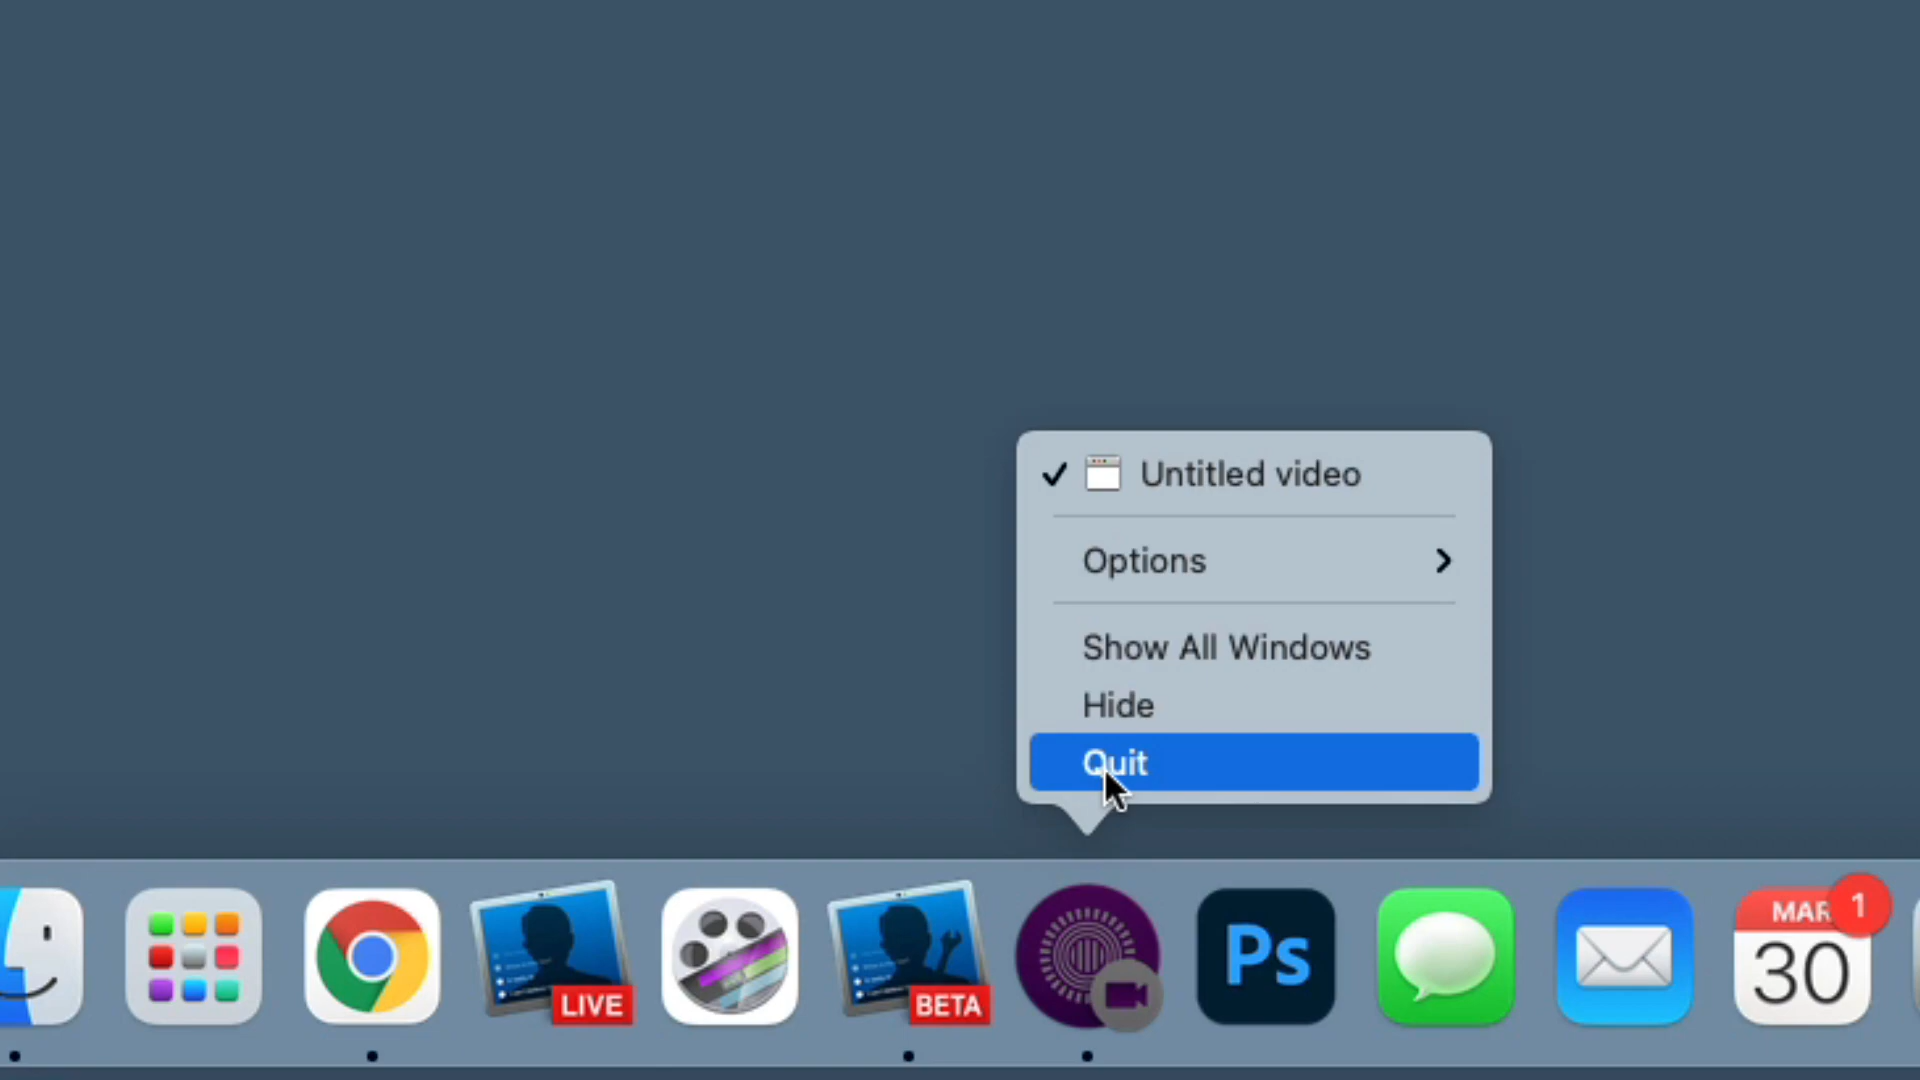 Untitled video
Options
Show All Windows
Hide
Quit
LIVE
BETA
Ps
MAR
1
30